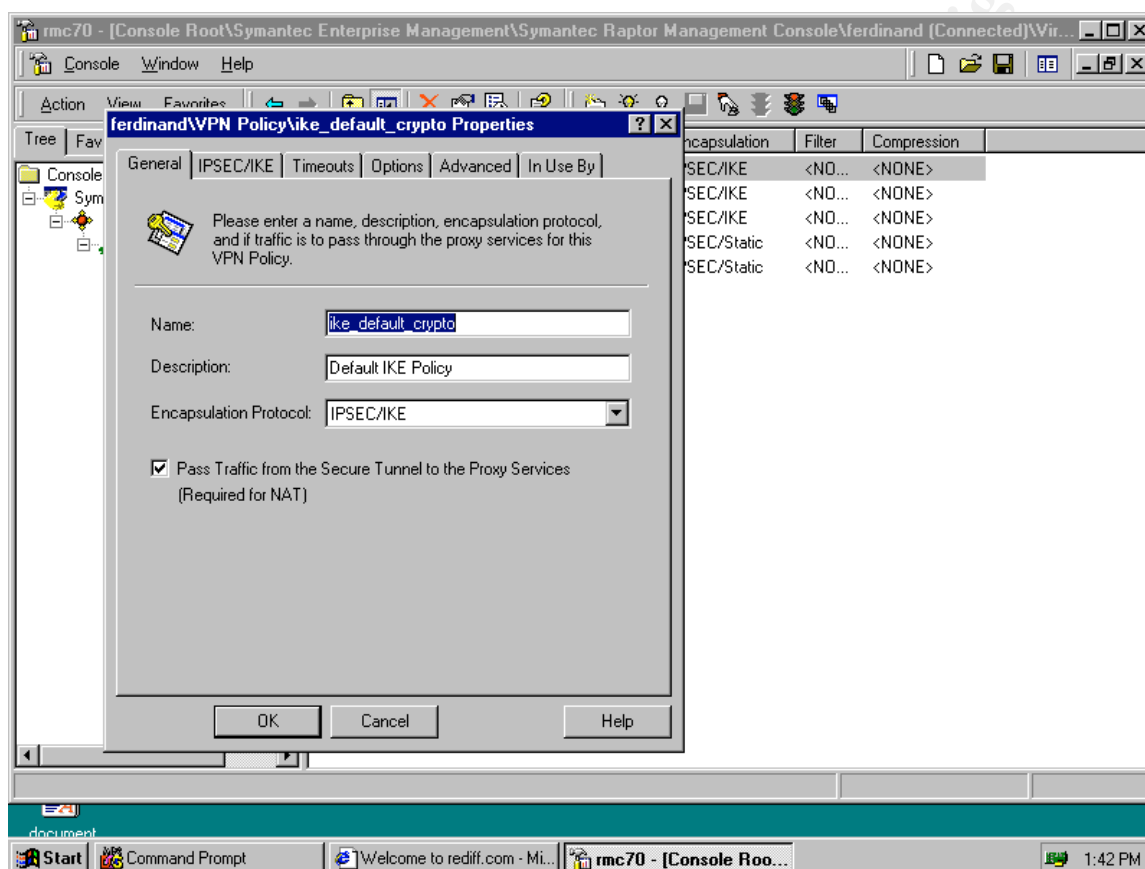 rmc70 - [Console Root\Symantec Enterprise Management\Symantec Raptor Management Console\ferdinand (Connected)\Vir...
Console Window Help
Action View Favorites
Tree Fav
ncapsulation Filter Compression
ferdinand\VPN Policy\ike_default_crypto Properties
General IPSEC/IKE Timeouts Options Advanced In Use By
Console
Sym
Please enter a name, description, encapsulation protocol,
and if traffic is to pass through the proxy services for this
VPN Policy.
Name: ike_default_crypto
Description: Default IKE Policy
Encapsulation Protocol: IPSEC/IKE
Pass Traffic from the Secure Tunnel to the Proxy Services
(Required for NAT)
OK Cancel Help
PSEC/IKE <NO... <NONE>
PSEC/IKE <NO... <NONE>
PSEC/IKE <NO... <NONE>
PSEC/Static <NO... <NONE>
PSEC/Static <NO... <NONE>
document
Start Command Prompt Welcome to rediff.com - Mi... rmc70 - [Console Roo... 1:42 PM